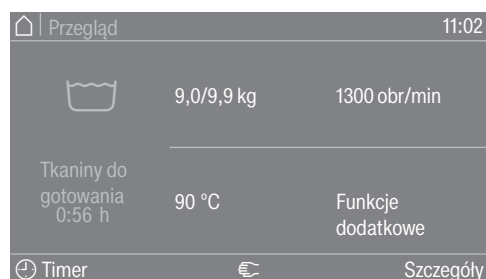 Przegląd 11:02
9,0/9,9 kg 1300 obr/min
Tkaniny do
gotowania
0:56 h
90 °C Funkcje
dodatkowe
Timer Szczegóły